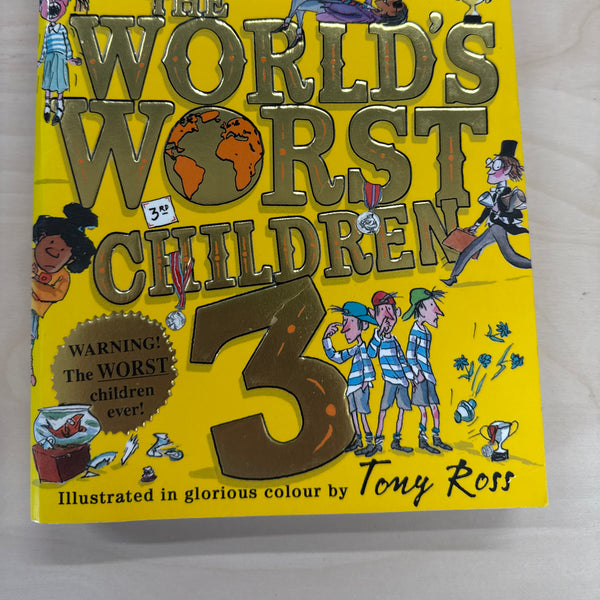 THE
WORLD'S
WORST
3RD
CHILDREN
3
WARNING!
The WORST
children
ever!
Illustrated in glorious colour by Tony Ross